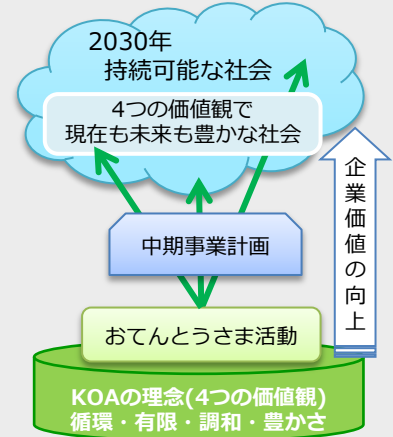 2030年
持続可能な社会
4つの価値観で
現在も未来も豊かな社会
企業価値の向上
中期事業計画
おてんとうさま活動
KOAの理念(4つの価値観)
循環・有限・調和・豊かさ